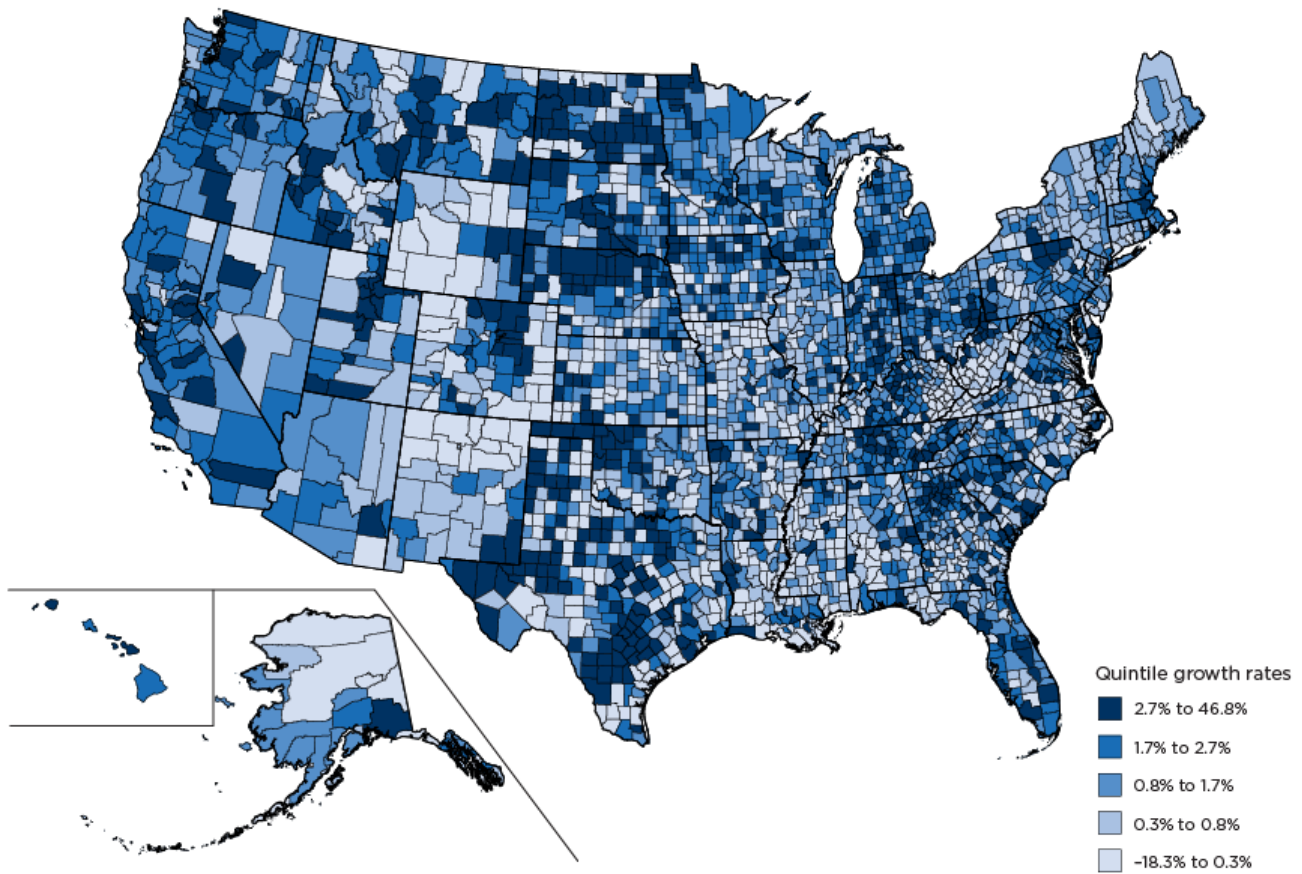 Quintile growth rates
2.7% to 46.8%
1.7% to 2.7%
0.8% to 1.7%
0.3% to 0.8%
–18.3% to 0.3%